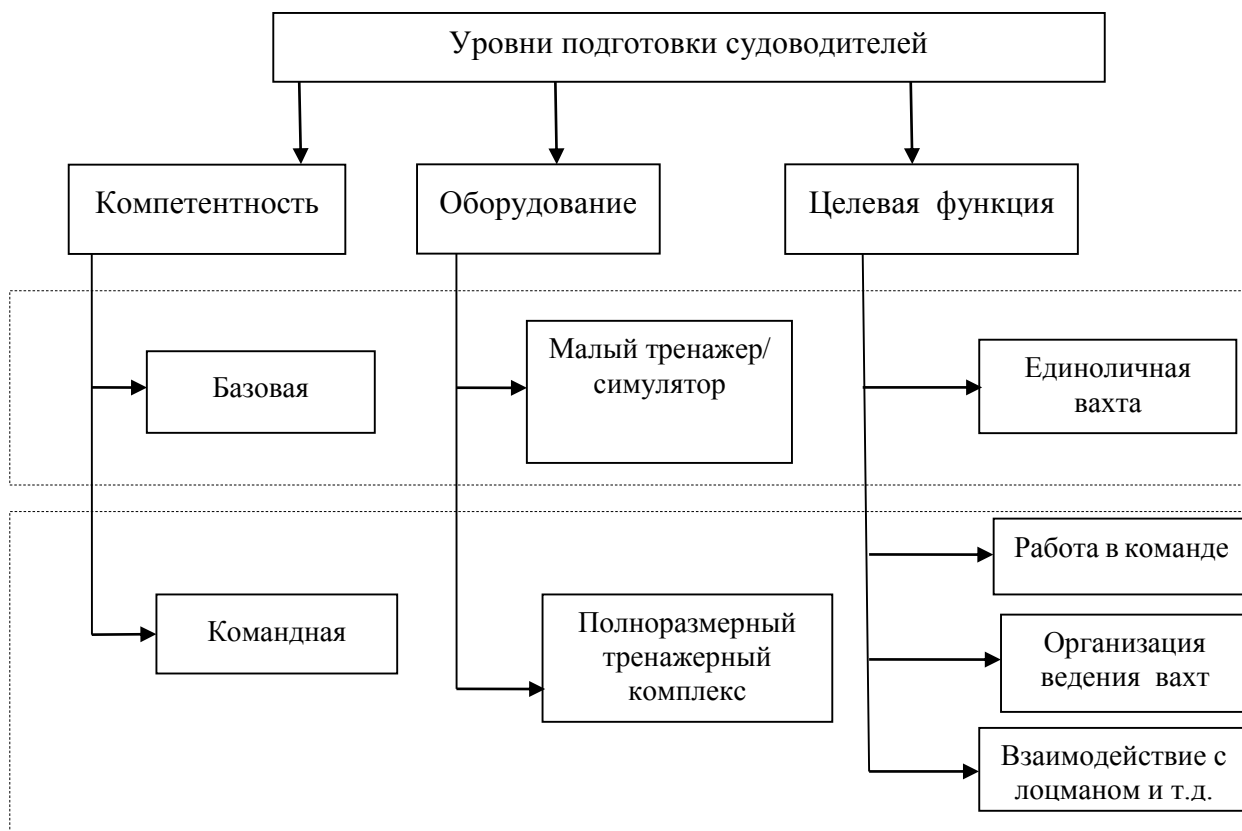 Уровни подготовки судоводителей
Компетентность
Оборудование
Целевая функция
Базовая
Малый тренажер/
симулятор
Единоличная
вахта
Работа в команде
Командная
Полноразмерный
тренажерный
комплекс
Организация
ведения вахт
Взаимодействие с
лоцманом и т.д.